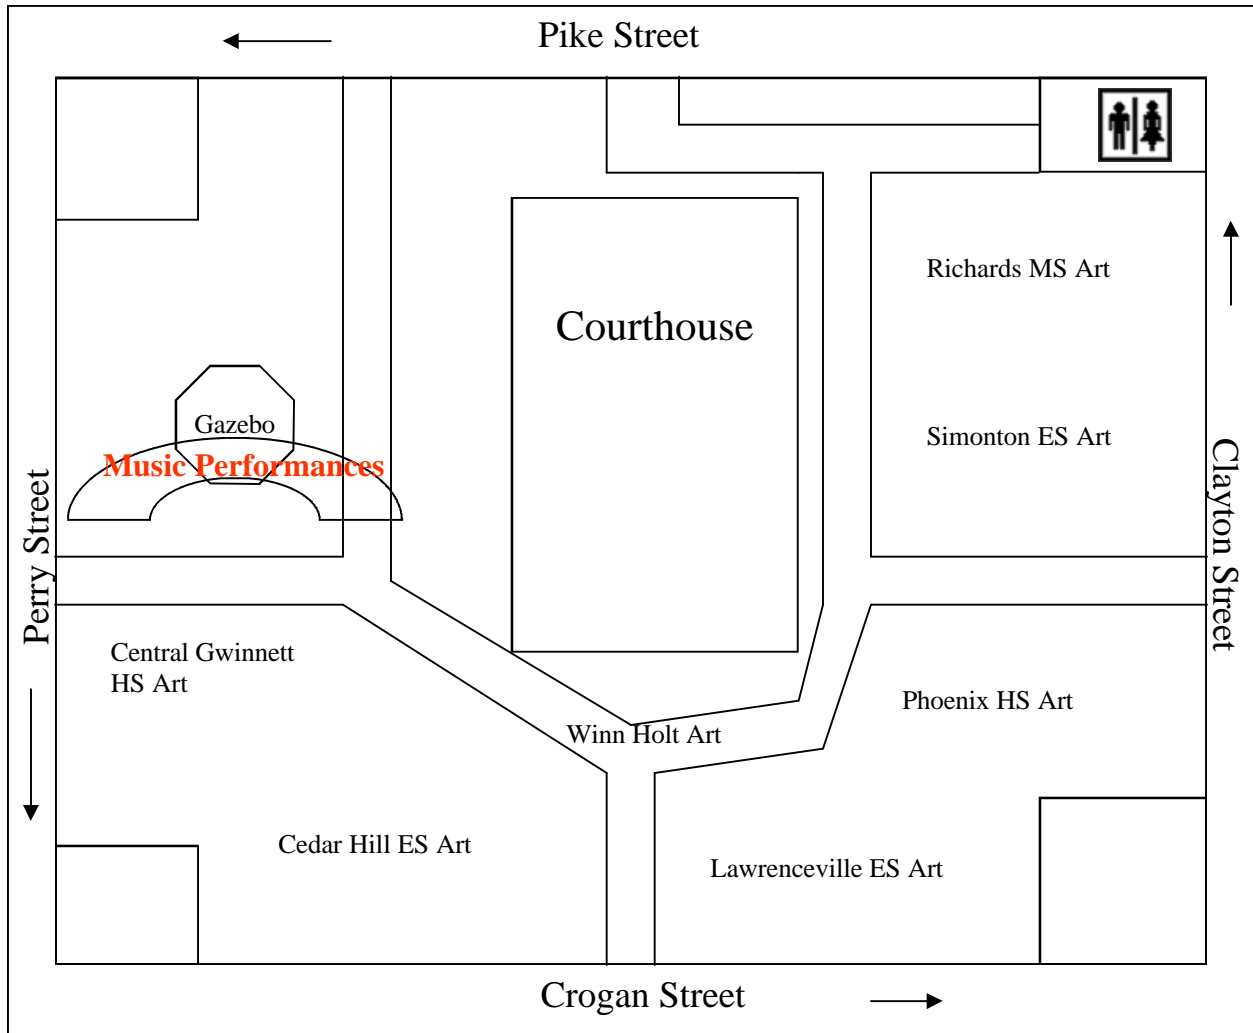 Pike Street
Richards MS Art
Courthouse
Gazebo
Simonton ES Art
Music Performances
Perry Street
Clayton Street
Central Gwinnett
HS Art
Phoenix HS Art
Winn Holt Art
Cedar Hill ES Art
Lawrenceville ES Art
Crogan Street